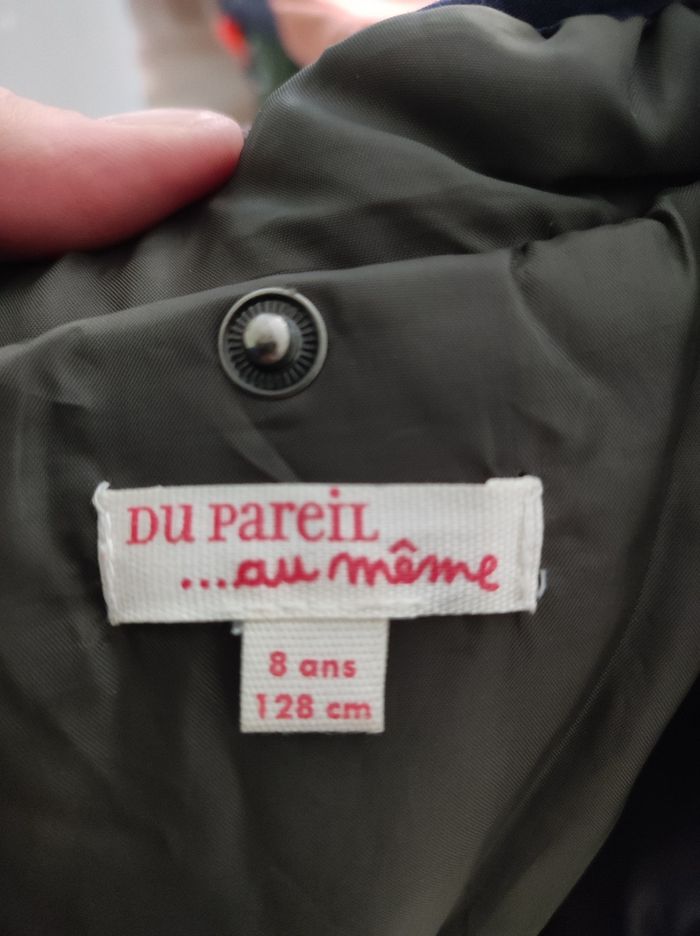 DU PareiL
...au même
8 ans
128 cm